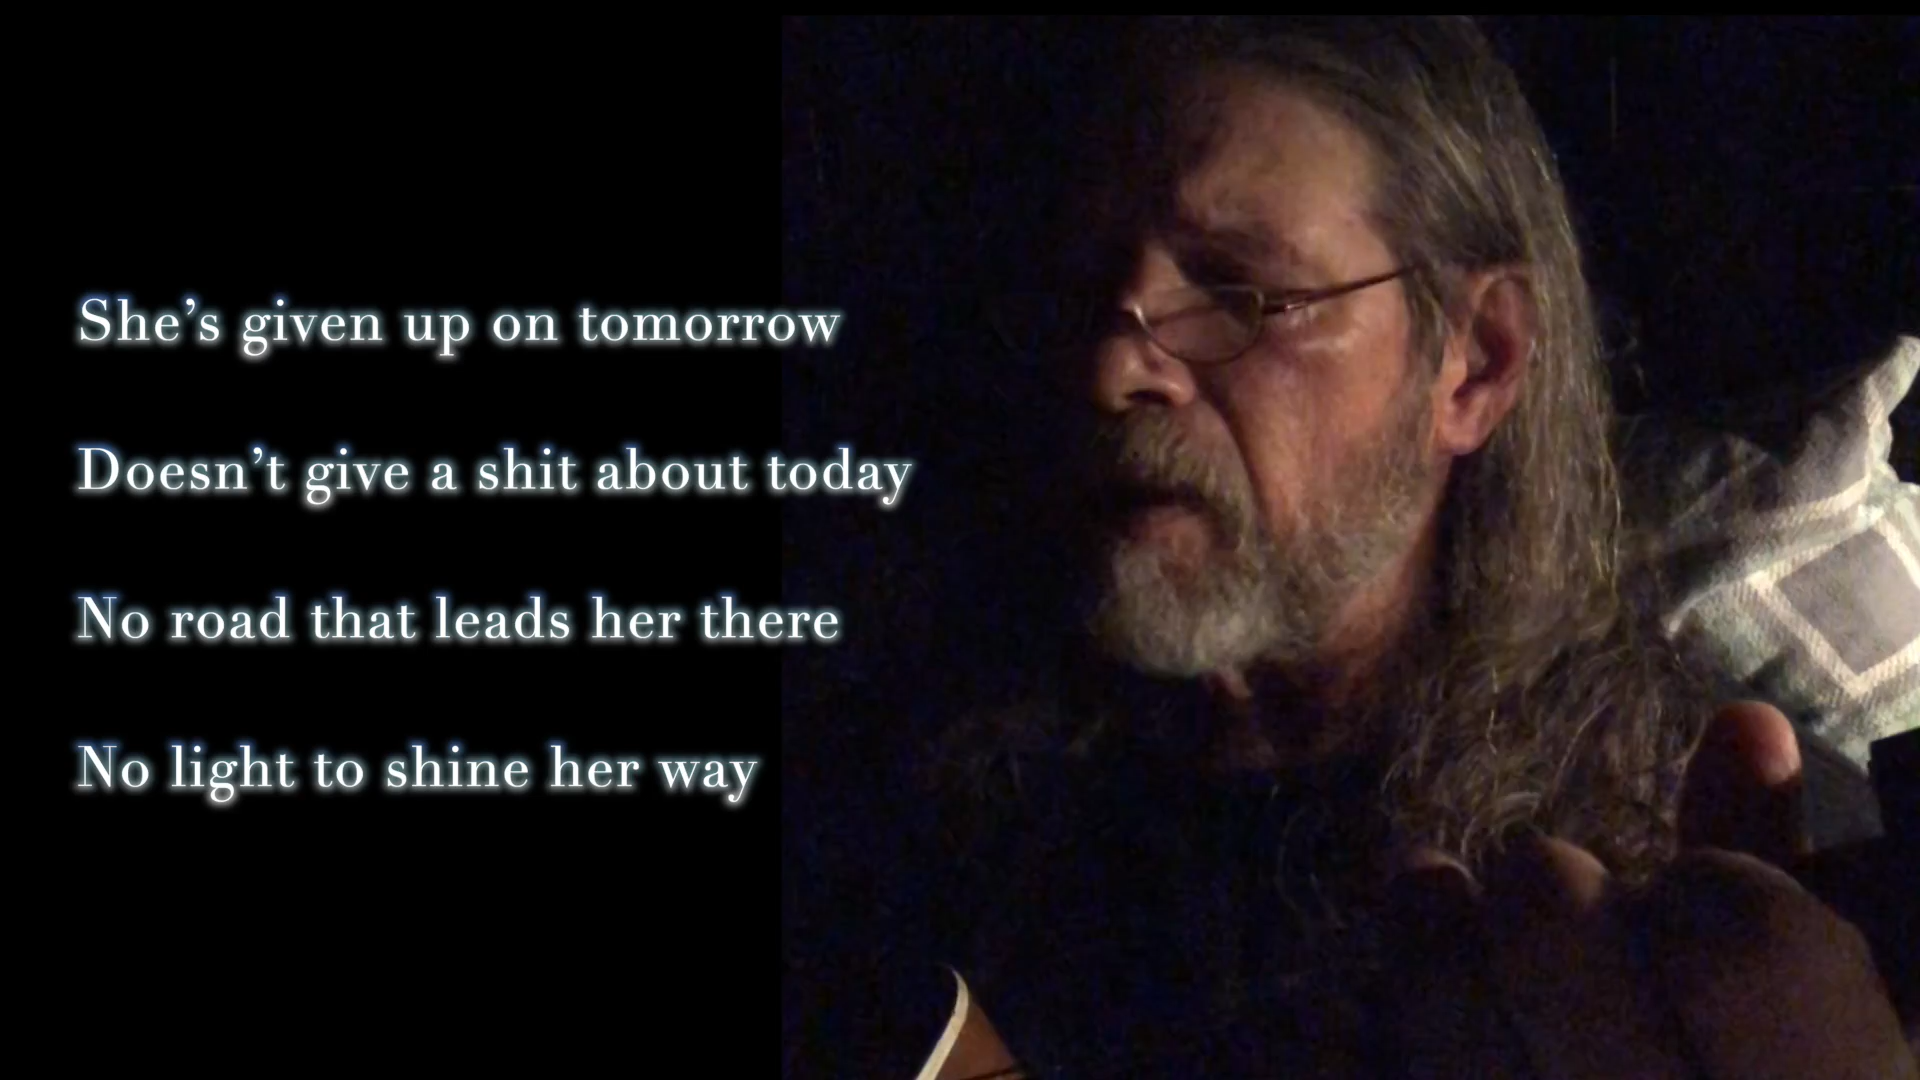 She’s given up on tomorrow
Doesn’t give a shit about today
No road that leads her there
No light to shine her way